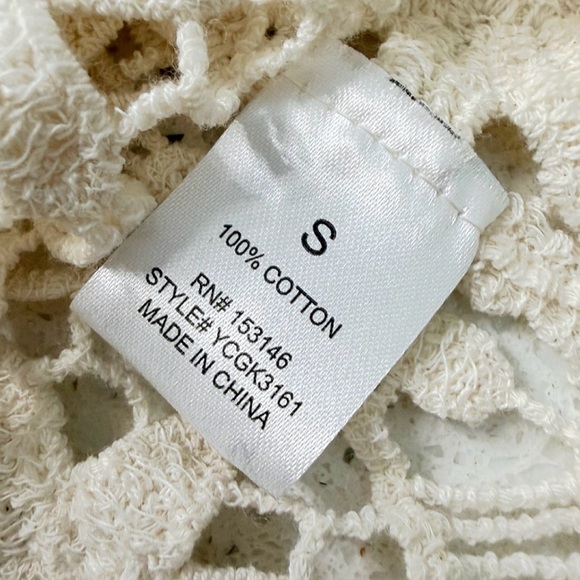 S
100% COTTON
RN# 153146
STYLE# YCGK3161
MADE IN CHINA